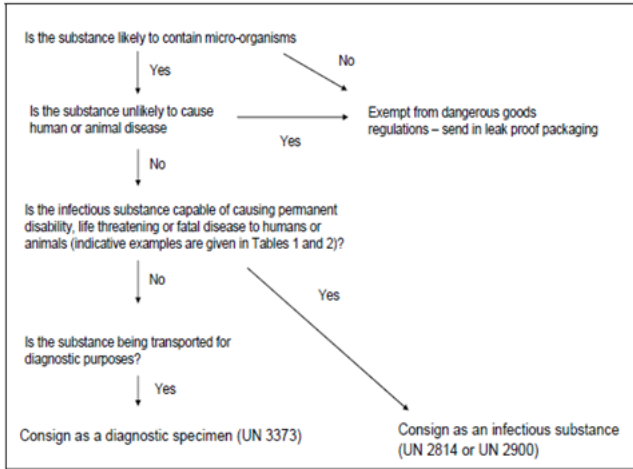 Is the substance likely to contain micro-organisms
No
Yes
Is the substance unlikely to cause
human or animal disease
Yes
Exempt from dangerous goods
regulations – send in leak proof packaging
No
Is the infectious substance capable of causing permanent
disability, life threatening or fatal disease to humans or
animals (indicative examples are given in Tables 1 and 2)?
No
Yes
Is the substance being transported for
diagnostic purposes?
Yes
Consign as a diagnostic specimen (UN 3373)
Consign as an infectious substance
(UN 2814 or UN 2900)